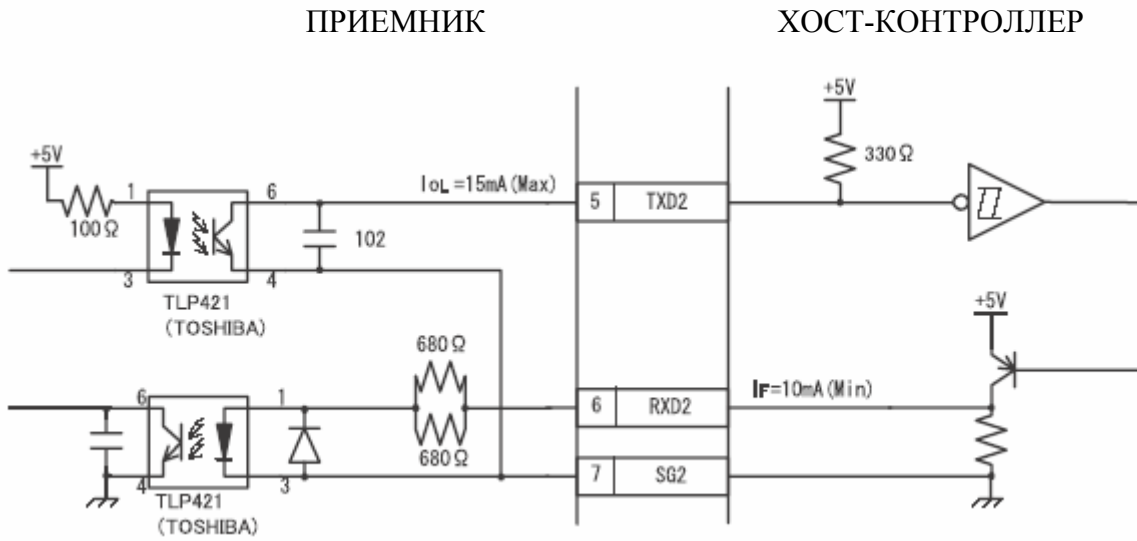 ПРИЕМНИК
ХОСТ-КОНТРОЛЛЕР
+5V
330Ω
+5V
100Ω
1
6
3
4
IOL=15mA(Max)
102
TLP421
(TOSHIBA)
5 TXD2
+5V
680Ω
680Ω
6
1
4
3
TLP421
(TOSHIBA)
6 RXD2
IF=10mA(Min)
7 SG2